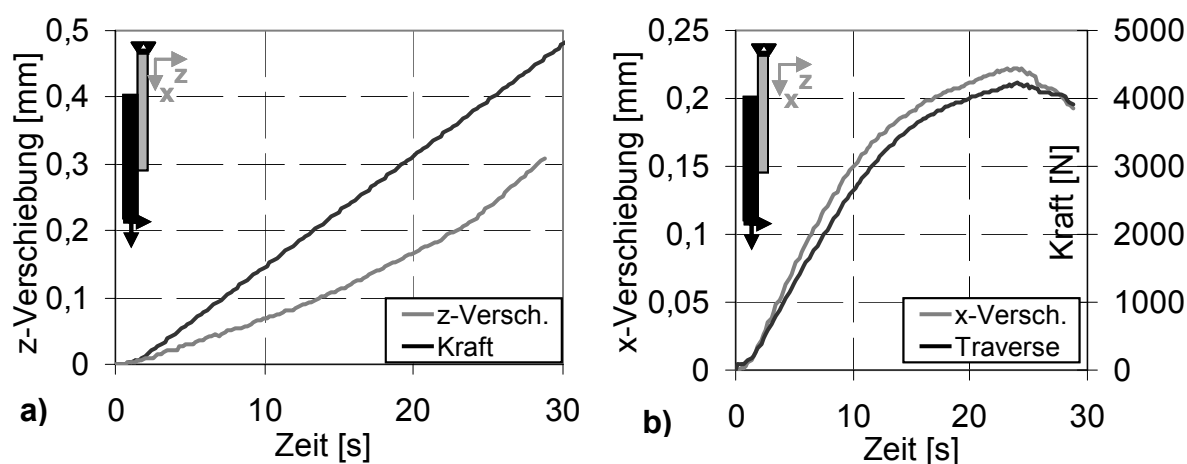 z-Verschiebung [mm]
0,5
0,4
0,3
0,2
0,1
0
z
x
z-Versch.
Kraft
0
10
20
30
Zeit [s]
a)
x-Verschiebung [mm]
0,25
0,2
0,15
0,1
0,05
0
z
x
x-Versch.
Traverse
5000
4000
3000
2000
1000
0
Kraft [N]
0
10
20
30
Zeit [s]
b)